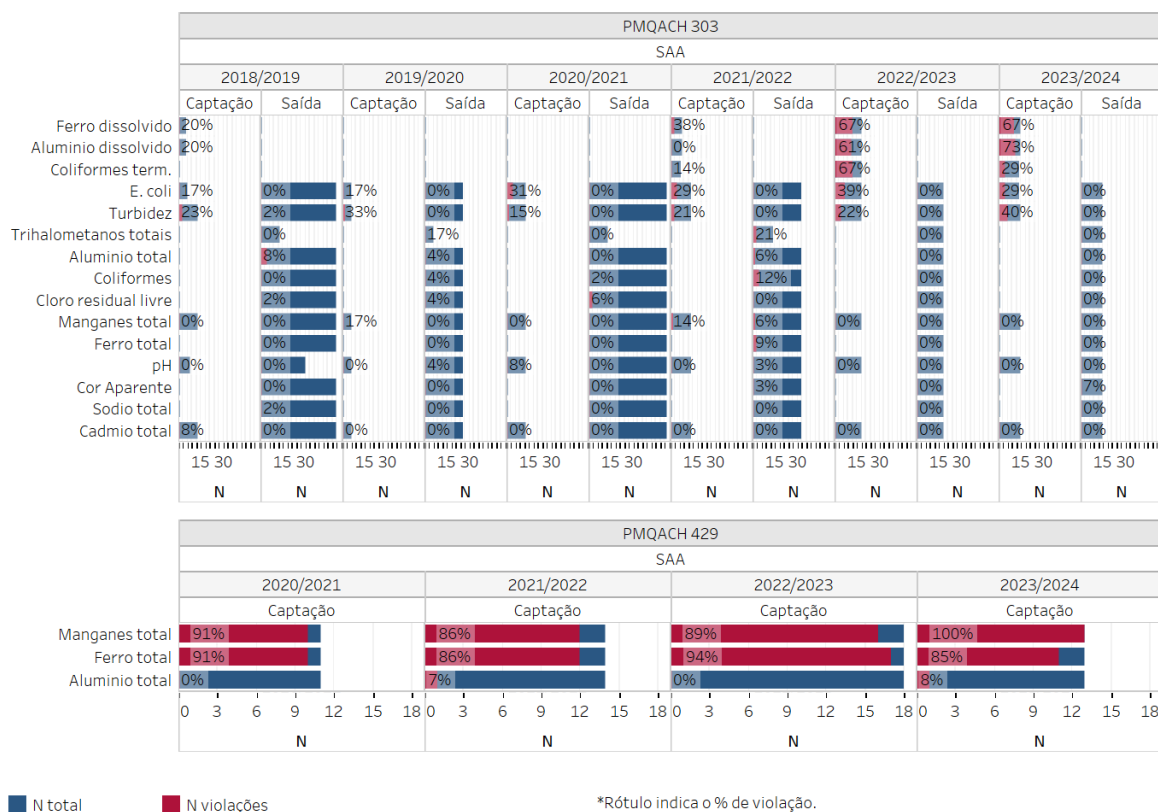 PMQACH 303
SAA
2018/2019 2019/2020 2020/2021 2021/2022 2022/2023 2023/2024
Captação Saída Captação Saída Captação Saída Captação Saída Captação Saída Captação Saída
Ferro dissolvido 20% 38% 67% 67%
Aluminio dissolvido 20% 0% 61% 73%
Coliformes term. 14% 67% 29%
E. coli 17% 0% 17% 0% 31% 0% 29% 0% 39% 0% 29% 0%
Turbidez 23% 2% 33% 0% 15% 0% 21% 0% 22% 0% 40% 0%
Trihalometanos totais 0% 17% 0% 21% 0% 0%
Aluminio total 8% 4% 0% 6% 0% 0%
Coliformes 0% 4% 2% 12% 0% 0%
Cloro residual livre 2% 4% 6% 0% 0% 0%
Manganes total 0% 0% 17% 0% 0% 0% 14% 6% 0% 0% 0% 0%
Ferro total 0% 0% 0% 9% 0% 0%
pH 0% 0% 0% 4% 8% 0% 0% 3% 0% 0% 0% 0%
Cor Aparente 0% 0% 0% 3% 0% 7%
Sodio total 2% 0% 0% 0% 0% 0%
Cadmio total 8% 0% 0% 0% 0% 0% 0% 0% 0% 0% 0% 0%
15 30 15 30 15 30 15 30 15 30 15 30 15 30 15 30 15 30 15 30 15 30 15 30
N N N N N N N N N N N N
PMQACH 429
SAA
2020/2021 2021/2022 2022/2023 2023/2024
Captação Captação Captação Captação
Manganes total 91% 86% 89% 100%
Ferro total 91% 86% 94% 85%
Aluminio total 0% 7% 0% 8%
0 3 6 9 12 15 18 0 3 6 9 12 15 18 0 3 6 9 12 15 18 0 3 6 9 12 15 18
N N N N
N total N violações *Rótulo indica o % de violação.